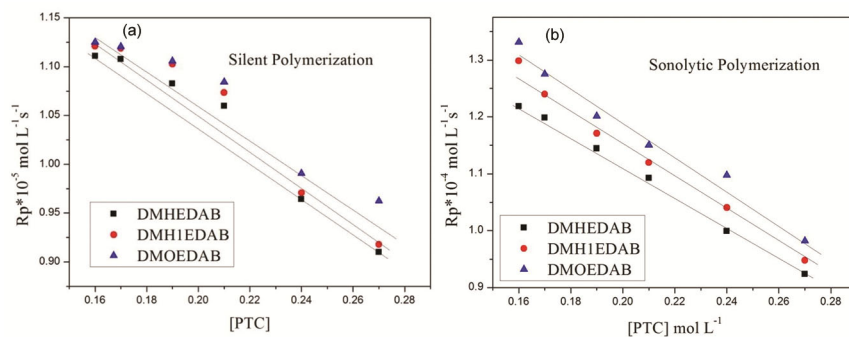 (a)
Silent Polymerization
Rp*10⁻⁵ mol L⁻¹s⁻¹
1.15
1.10
1.05
1.00
0.95
0.90
DMHEDAB
DMH1EDAB
DMOEDAB
0.16 0.18 0.20 0.22 0.24 0.26 0.28
[PTC]
(b)
Sonolytic Polymerization
Rp*10⁻⁴ mol L⁻¹s⁻¹
1.3
1.2
1.1
1.0
0.9
DMHEDAB
DMH1EDAB
DMOEDAB
0.16 0.18 0.20 0.22 0.24 0.26 0.28
[PTC] mol L⁻¹